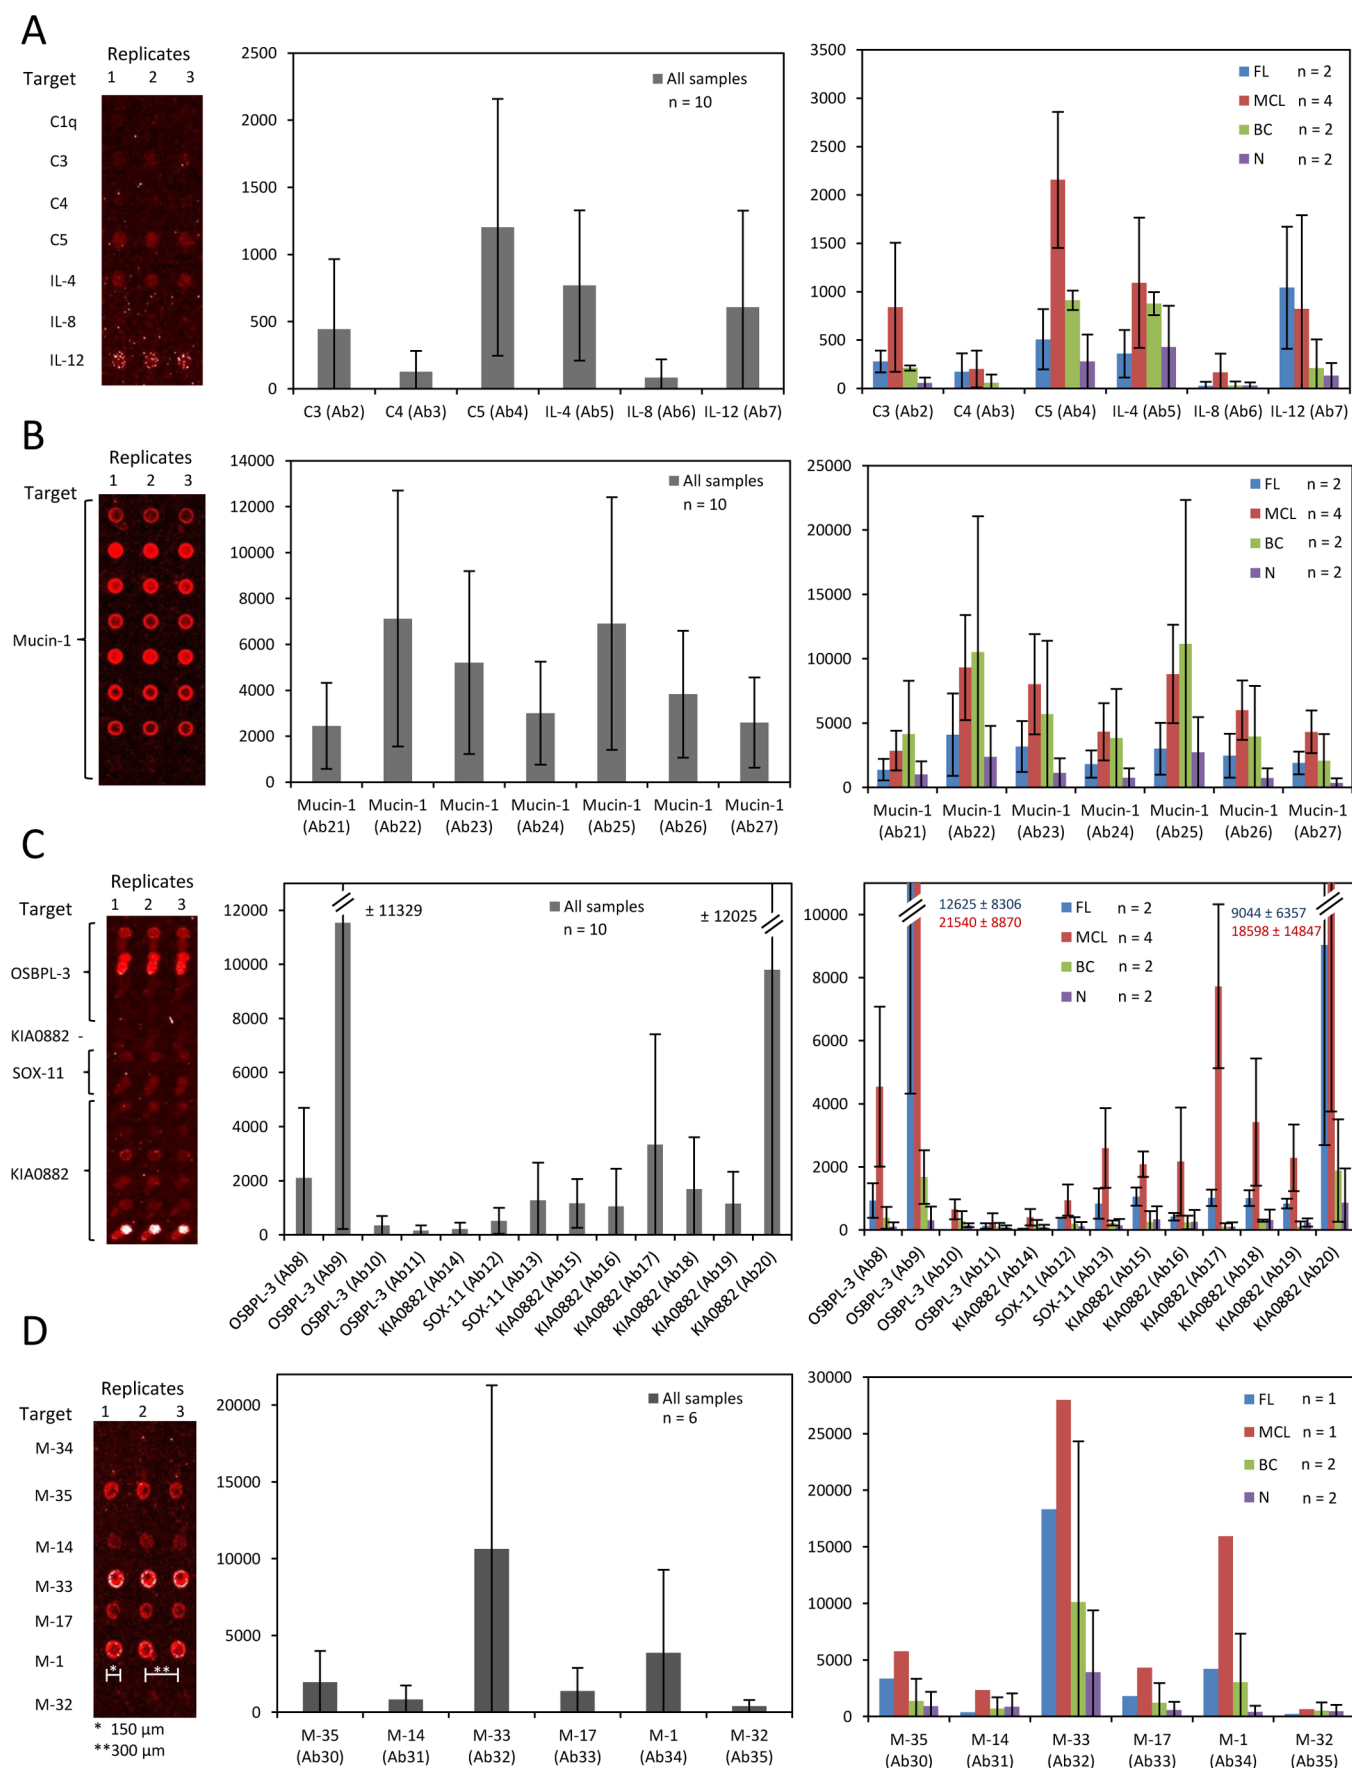 A
Replicates
Target 1 2 3
C1q
C3
C4
C5
IL-4
IL-8
IL-12
2500
2000
1500
1000
500
0
All samples
n = 10
C3 (Ab2) C4 (Ab3) C5 (Ab4) IL-4 (Ab5) IL-8 (Ab6) IL-12 (Ab7)
3500
3000
2500
2000
1500
1000
500
0
FL n = 2
MCL n = 4
BC n = 2
N n = 2
C3 (Ab2) C4 (Ab3) C5 (Ab4) IL-4 (Ab5) IL-8 (Ab6) IL-12 (Ab7)
B
Replicates
1 2 3
Target
Mucin-1
14000
12000
10000
8000
6000
4000
2000
0
All samples
n = 10
Mucin-1 Mucin-1 Mucin-1 Mucin-1 Mucin-1 Mucin-1 Mucin-1
(Ab21) (Ab22) (Ab23) (Ab24) (Ab25) (Ab26) (Ab27)
25000
20000
15000
10000
5000
0
FL n = 2
MCL n = 4
BC n = 2
N n = 2
Mucin-1 Mucin-1 Mucin-1 Mucin-1 Mucin-1 Mucin-1 Mucin-1
(Ab21) (Ab22) (Ab23) (Ab24) (Ab25) (Ab26) (Ab27)
C
Replicates
1 2 3
Target
OSBPL-3
KIA0882 -
SOX-11
KIA0882
12000
10000
8000
6000
4000
2000
0
± 11329
All samples
n = 10
± 12025
OSBPL-3 (Ab8)
OSBPL-3 (Ab9)
OSBPL-3 (Ab10)
OSBPL-3 (Ab11)
KIA0882 (Ab14)
SOX-11 (Ab12)
SOX-11 (Ab13)
KIA0882 (Ab15)
KIA0882 (Ab16)
KIA0882 (Ab17)
KIA0882 (Ab18)
KIA0882 (Ab19)
KIA0882 (Ab20)
10000
8000
6000
4000
2000
0
12625 ± 8306
21540 ± 8870
9044 ± 6357
18598 ± 14847
FL n = 2
MCL n = 4
BC n = 2
N n = 2
OSBPL-3 (Ab8)
OSBPL-3 (Ab9)
OSBPL-3 (Ab10)
OSBPL-3 (Ab11)
KIA0882 (Ab14)
SOX-11 (Ab12)
SOX-11 (Ab13)
KIA0882 (Ab15)
KIA0882 (Ab16)
KIA0882 (Ab17)
KIA0882 (Ab18)
KIA0882 (Ab19)
KIA0882 (Ab20)
D
Replicates
Target 1 2 3
M-34
M-35
M-14
M-33
M-17
M-1
* **
M-32
* 150 µm
**300 µm
20000
15000
10000
5000
0
All samples
n = 6
M-35 M-14 M-33 M-17 M-1 M-32
(Ab30) (Ab31) (Ab32) (Ab33) (Ab34) (Ab35)
30000
25000
20000
15000
10000
5000
0
FL n = 1
MCL n = 1
BC n = 2
N n = 2
M-35 M-14 M-33 M-17 M-1 M-32
(Ab30) (Ab31) (Ab32) (Ab33) (Ab34) (Ab35)